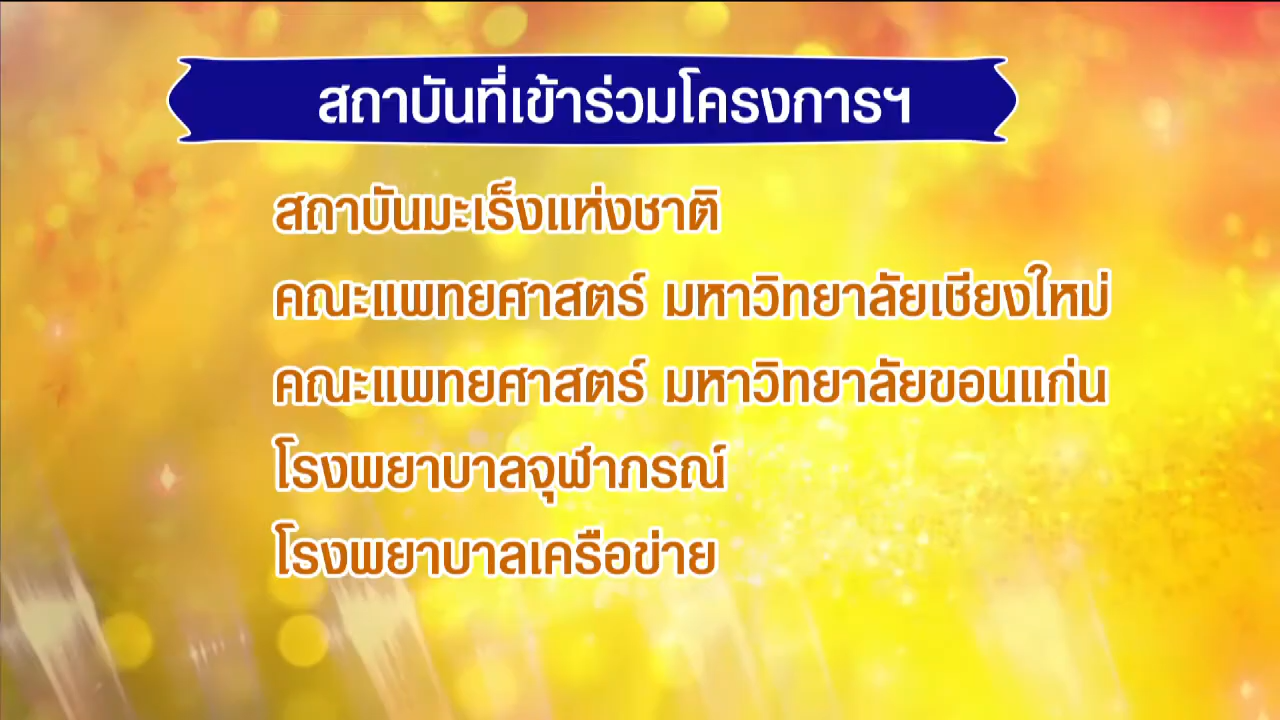 สถาบันที่เข้าร่วมโครงการฯ
สถาบันมะเร็งแห่งชาติ
คณะแพทยศาสตร์ มหาวิทยาลัยเชียงใหม่
คณะแพทยศาสตร์ มหาวิทยาลัยขอนแก่น
โรงพยาบาลจุฬาภรณ์
โรงพยาบาลเครือข่าย